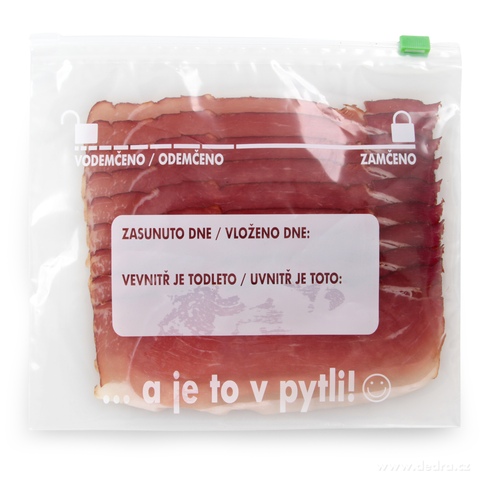 VODEMČENO / ODEMČENO ZAMČENO
ZASUNUTO DNE / VLOŽENO DNE:
VEVNITŘ JE TODLETO / UVNITŘ JE TOTO:
... a je to v pytli!
www.dedra.cz